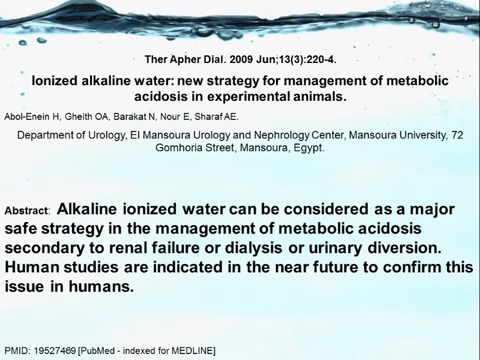 Ther Apher Dial. 2009 Jun;13(3):220-4.
Ionized alkaline water: new strategy for management of metabolic
acidosis in experimental animals.
Abol-Enein H, Gheith OA, Barakat N, Nour E, Sharaf AE.
Department of Urology, El Mansoura Urology and Nephrology Center, Mansoura University, 72
Gomhoria Street, Mansoura, Egypt.
Abstract: Alkaline ionized water can be considered as a major
safe strategy in the management of metabolic acidosis
secondary to renal failure or dialysis or urinary diversion.
Human studies are indicated in the near future to confirm this
issue in humans.
PMID: 19527469 [PubMed - indexed for MEDLINE]